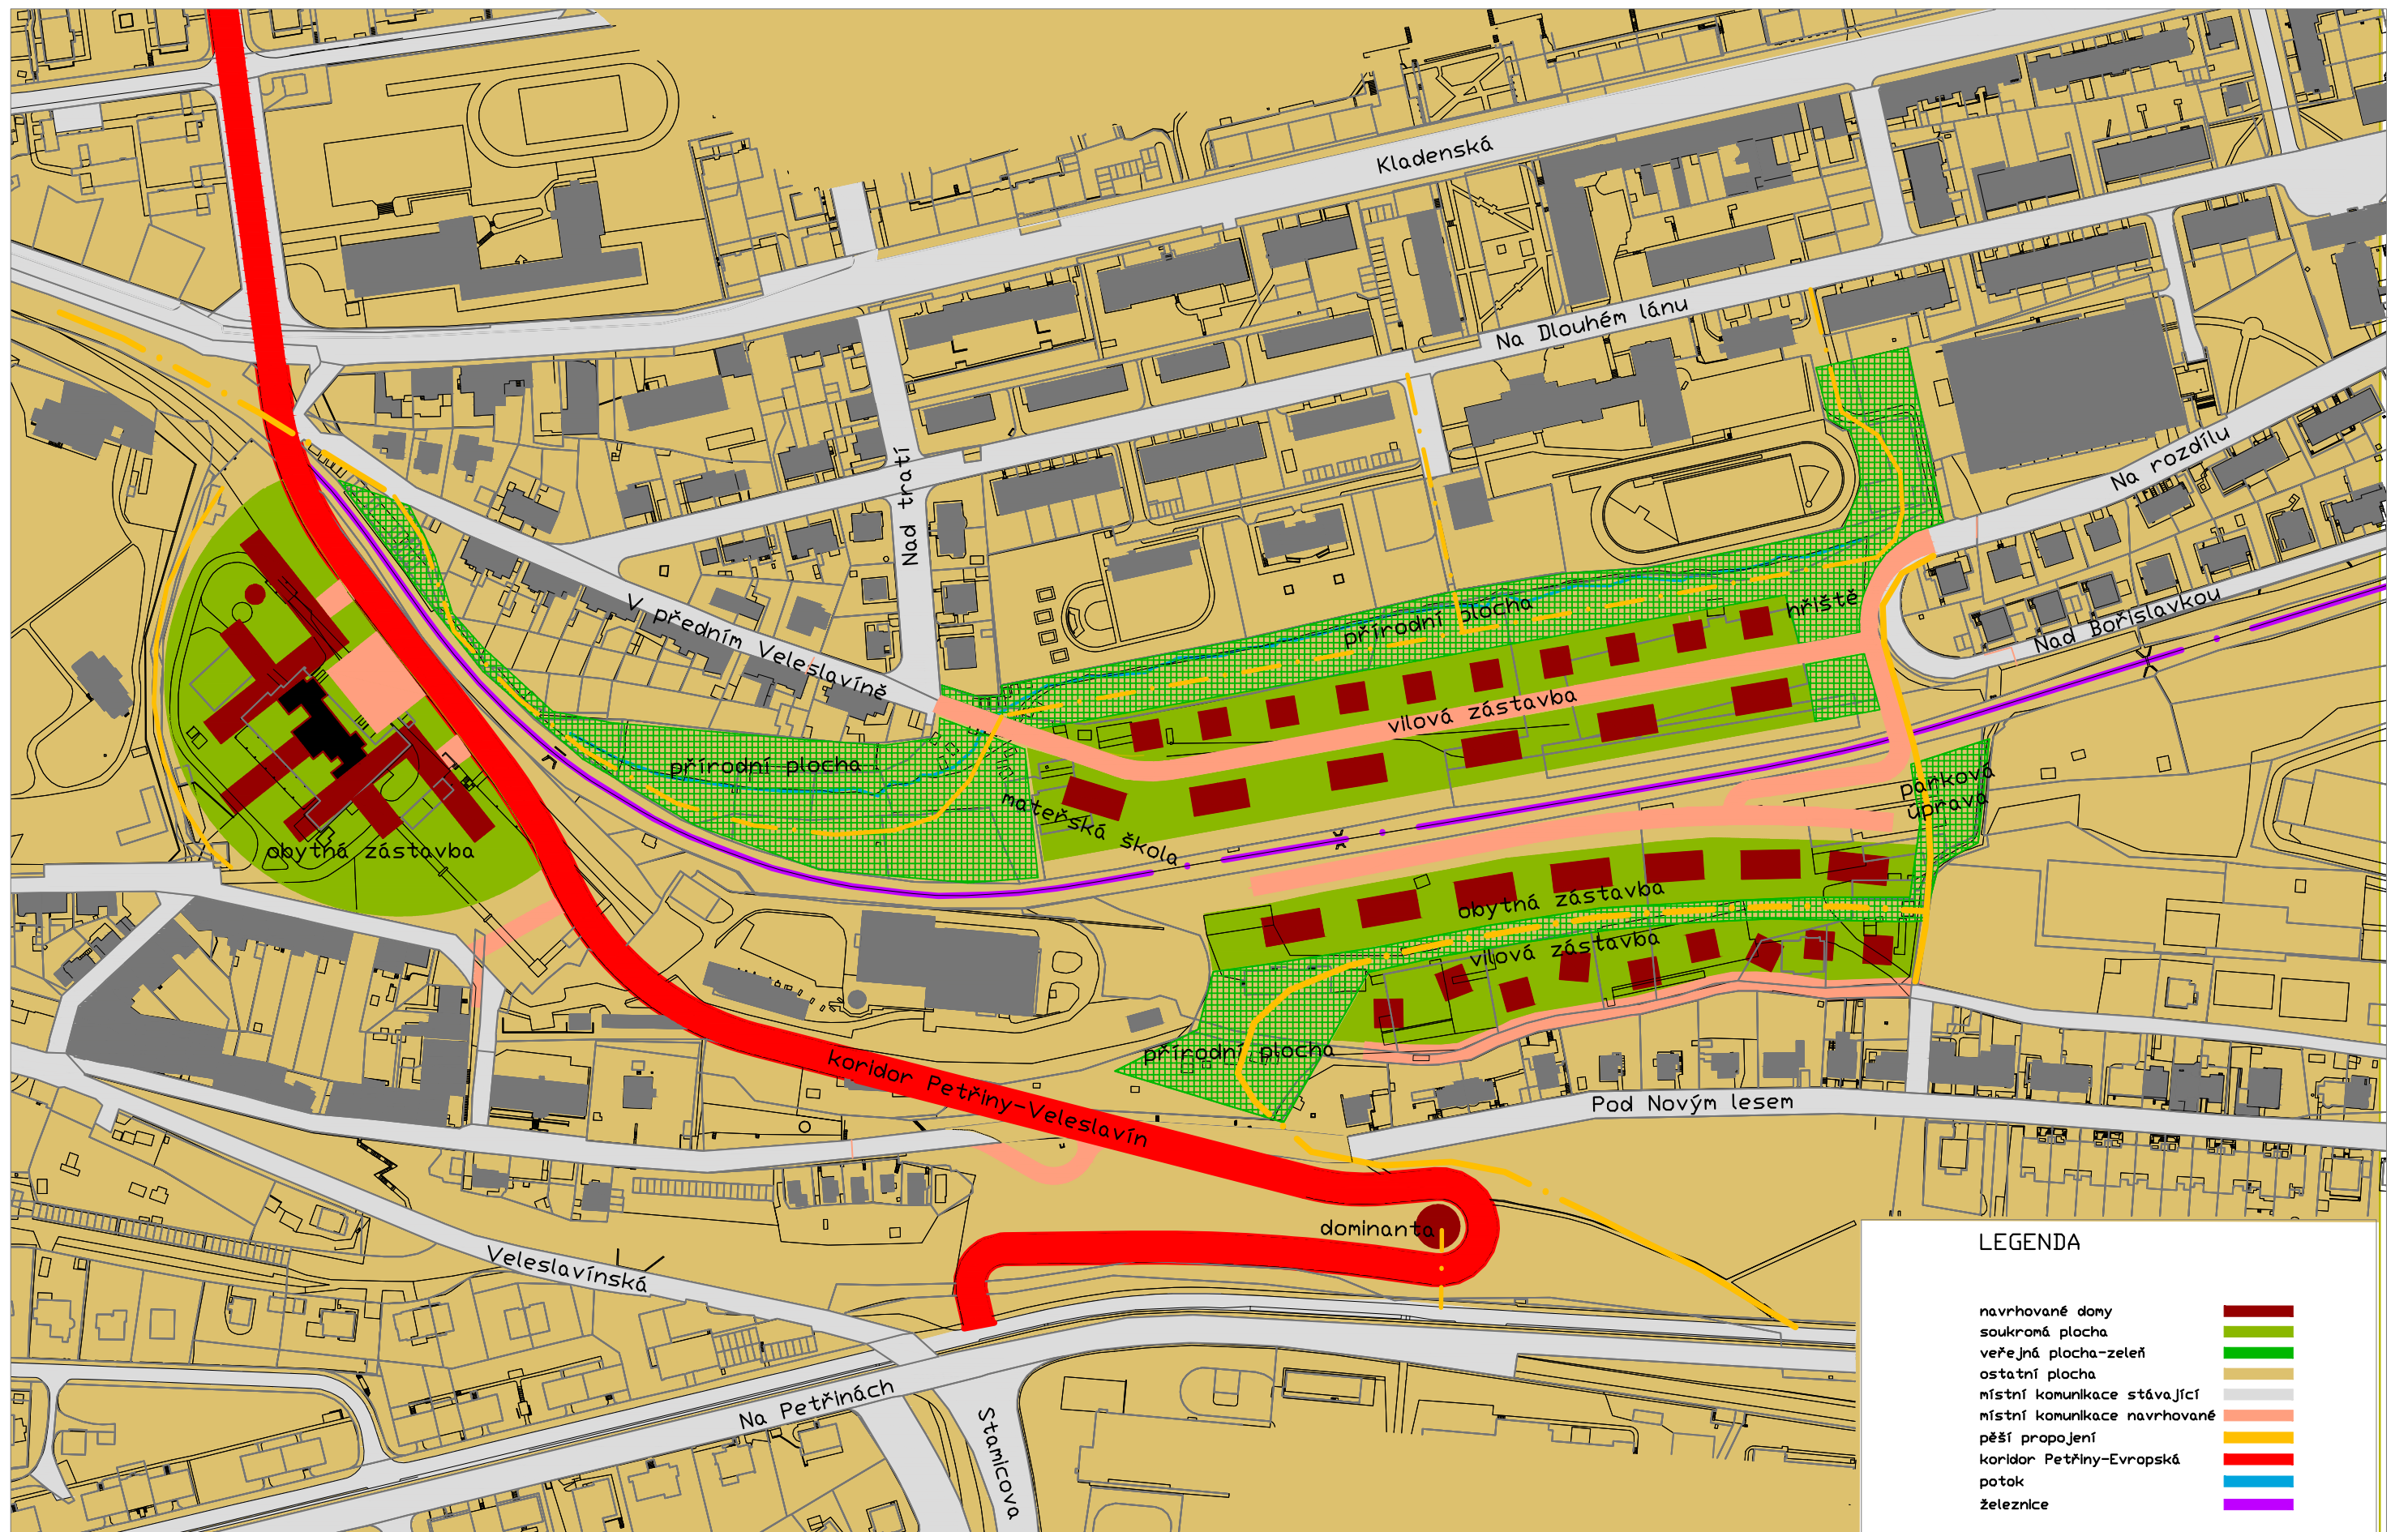 Kladenská
Na Dlouhém lánu
Na rozdílu
Nad tratí
V předním Veleslavíně
přírodní plocha
hřiště
Nad Bořislavkou
vilová zástavba
přírodní plocha
mateřská škola
parková
úprava
obytná zástavba
obytná zástavba
vilová zástavba
přírodní plocha
koridor Petřiny-Veleslavín
Pod Novým lesem
dominanta
Veleslavínská
Na Petřinách
Stamicova
LEGENDA
navrhované domy
soukromá plocha
veřejná plocha-zeleň
ostatní plocha
místní komunikace stávající
místní komunikace navrhované
pěší propojení
koridor Petřiny-Evropská
potok
železnice